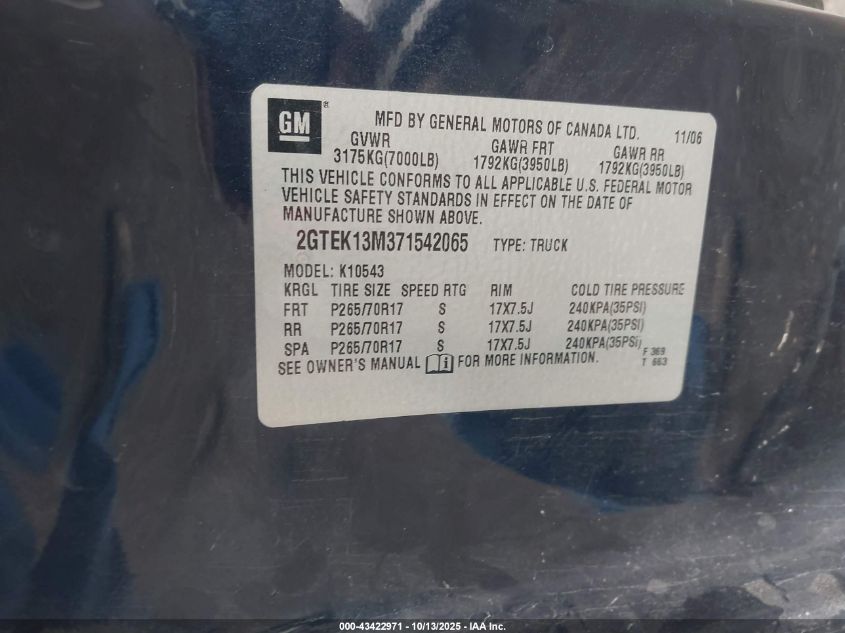 GM ®
MFD BY GENERAL MOTORS OF CANADA LTD. 11/06
GVWR GAWR FRT GAWR RR
3175KG(7000LB) 1792KG(3950LB) 1792KG(3950LB)
THIS VEHICLE CONFORMS TO ALL APPLICABLE U.S. FEDERAL MOTOR
VEHICLE SAFETY STANDARDS IN EFFECT ON THE DATE OF
MANUFACTURE SHOWN ABOVE.
2GTEK13M371542065 TYPE: TRUCK
MODEL: K10543
KRGL TIRE SIZE SPEED RTG RIM COLD TIRE PRESSURE
FRT P265/70R17 S 17X7.5J 240KPA(35PSI)
RR P265/70R17 S 17X7.5J 240KPA(35PSI)
SPA P265/70R17 S 17X7.5J 240KPA(35PSI)
SEE OWNER'S MANUAL i FOR MORE INFORMATION.
F 369
T 663
000-43422971 - 10/13/2025 - IAA Inc.